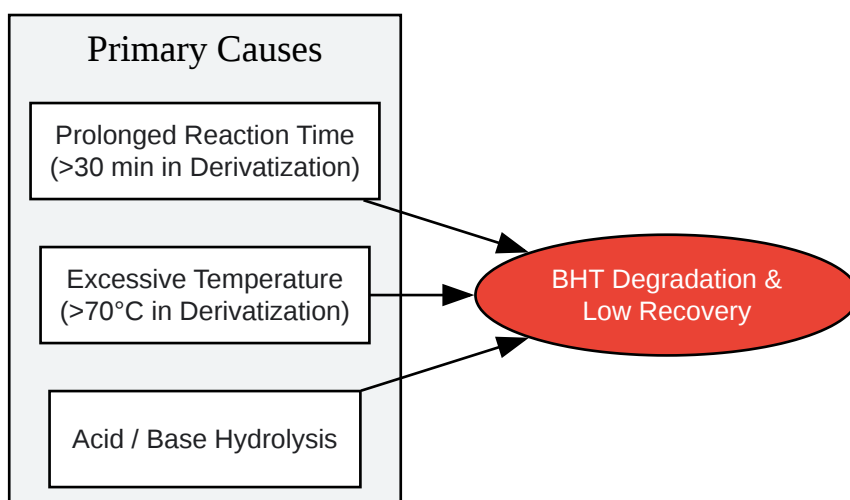 Primary Causes
Prolonged Reaction Time
(>30 min in Derivatization)
Excessive Temperature
(>70°C in Derivatization)
Acid / Base Hydrolysis
BHT Degradation &
Low Recovery